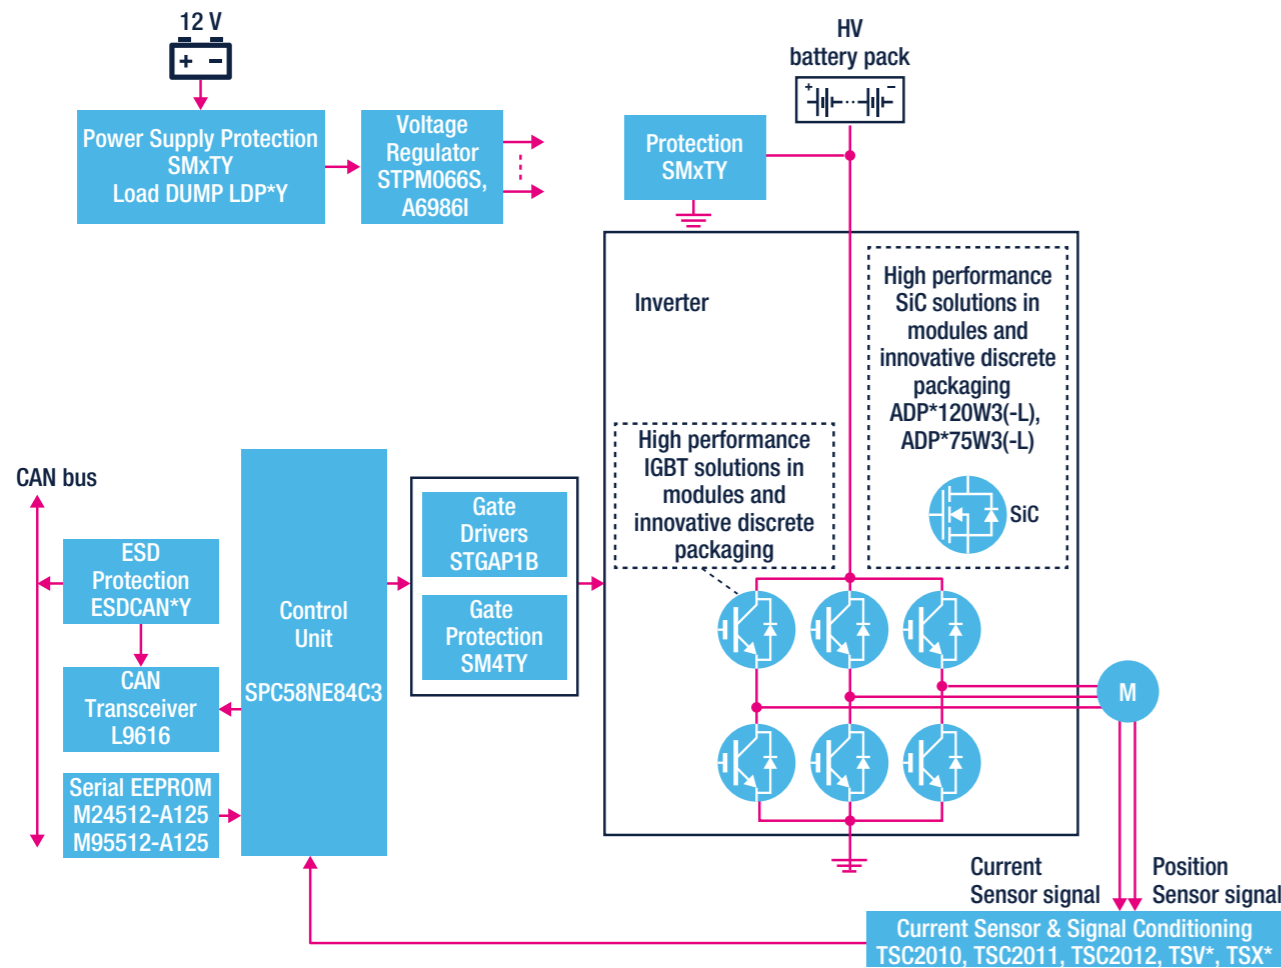 12 V
HV
battery pack
Power Supply Protection
SMxTY
Load DUMP LDP*Y
Voltage
Regulator
STPM066S,
A6986I
Protection
SMxTY
Inverter
High performance
SiC solutions in
modules and
innovative discrete
packaging
ADP*120W3(-L),
ADP*75W3(-L)
SiC
High performance
IGBT solutions in
modules and
innovative discrete
packaging
CAN bus
ESD
Protection
ESDCAN*Y
CAN
Transceiver
L9616
Serial EEPROM
M24512-A125
M95512-A125
Control
Unit
SPC58NE84C3
Gate
Drivers
STGAP1B
Gate
Protection
SM4TY
M
Current
Sensor signal
Position
Sensor signal
Current Sensor & Signal Conditioning
TSC2010, TSC2011, TSC2012, TSV*, TSX*